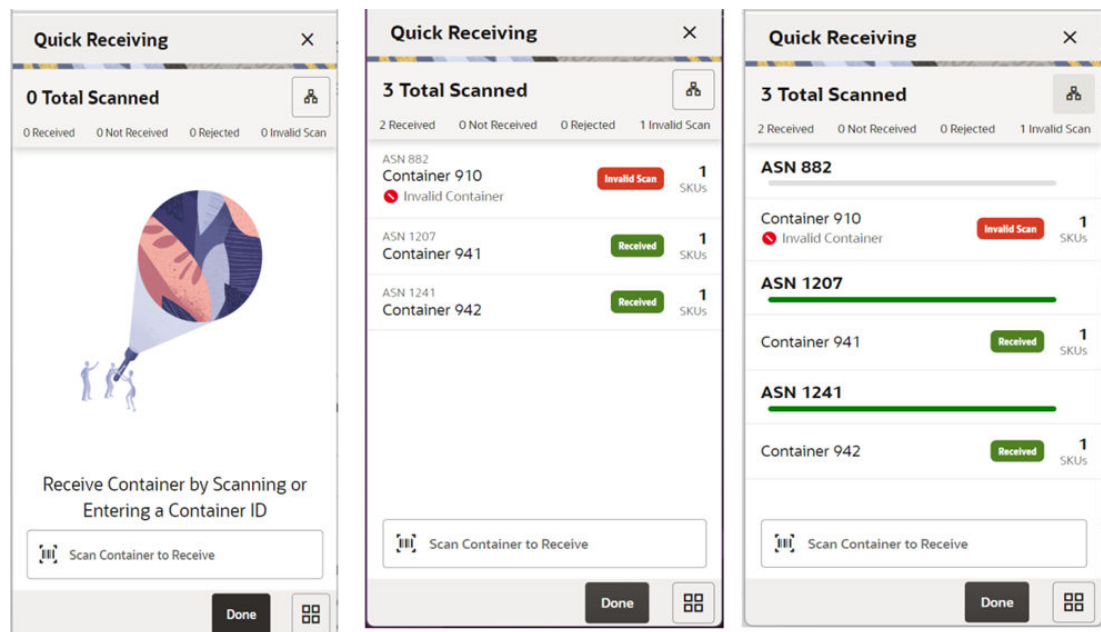 Quick Receiving
0 Total Scanned
0 Received 0 Not Received 0 Rejected 0 Invalid Scan
Receive Container by Scanning or
Entering a Container ID
Scan Container to Receive
Done
Quick Receiving
3 Total Scanned
2 Received 0 Not Received 0 Rejected 1 Invalid Scan
ASN 882
Container 910 Invalid Scan 1
Invalid Container SKUs
ASN 1207
Container 941 Received 1
SKUs
ASN 1241
Container 942 Received 1
SKUs
Scan Container to Receive
Done
Quick Receiving
3 Total Scanned
2 Received 0 Not Received 0 Rejected 1 Invalid Scan
ASN 882
Container 910 Invalid Scan 1
Invalid Container SKUs
ASN 1207
Container 941 Received 1
SKUs
ASN 1241
Container 942 Received 1
SKUs
Scan Container to Receive
Done